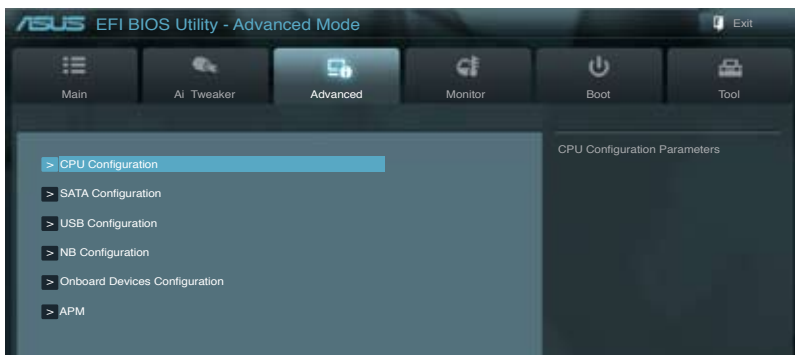 ASUS EFI BIOS Utility - Advanced Mode
Exit
Main
Ai Tweaker
Advanced
Monitor
Boot
Tool
CPU Configuration Parameters
> CPU Configuration
> SATA Configuration
> USB Configuration
> NB Configuration
> Onboard Devices Configuration
> APM